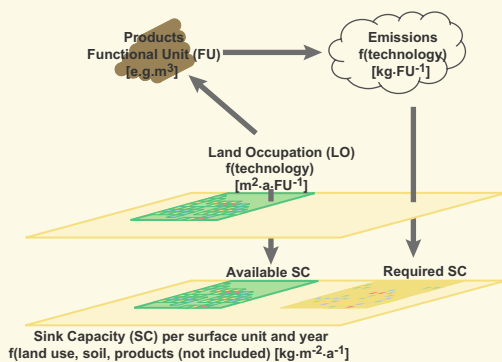 Products
Functional Unit (FU)
[e.g.m³]
Emissions
f(technology)
[kg·FU⁻¹]
Land Occupation (LO)
f(technology)
[m²·a·FU⁻¹]
Available SC
Required SC
Sink Capacity (SC) per surface unit and year
f(land use, soil, products (not included) [kg·m⁻²·a⁻¹]